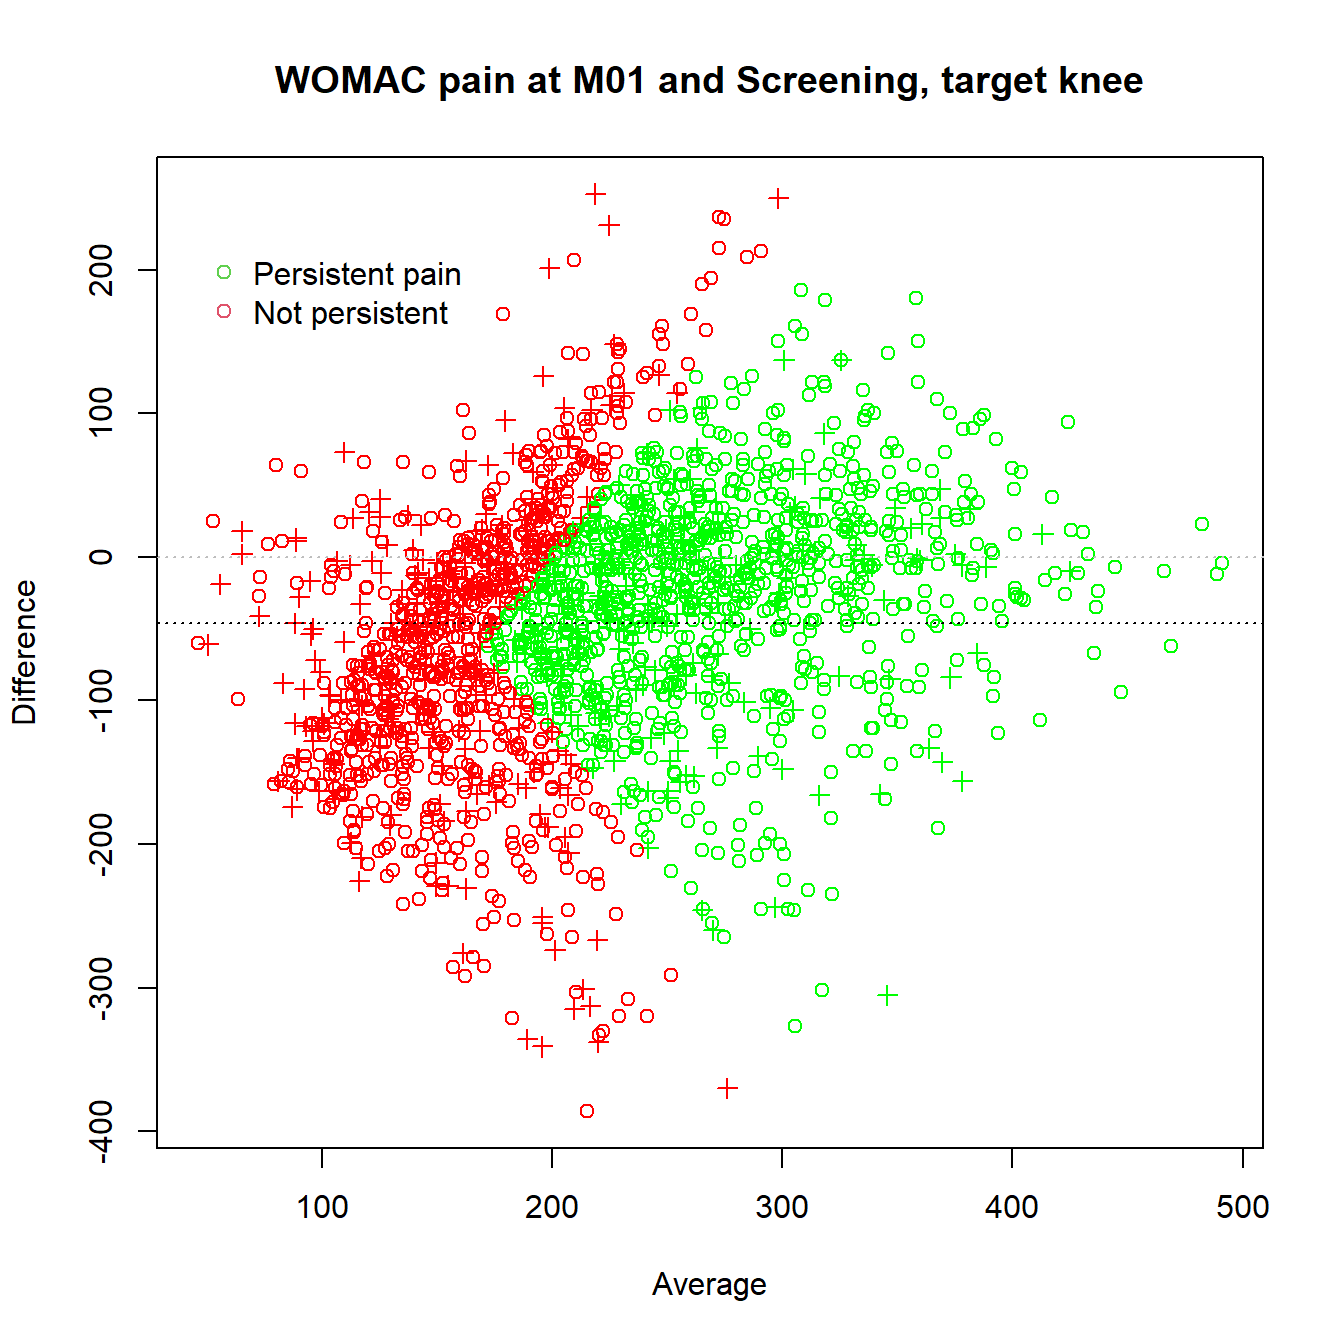 WOMAC pain at M01 and Screening, target knee
200
100
0
-100
-200
-300
-400
Difference
Persistent pain
Not persistent
100
200
300
400
500
Average